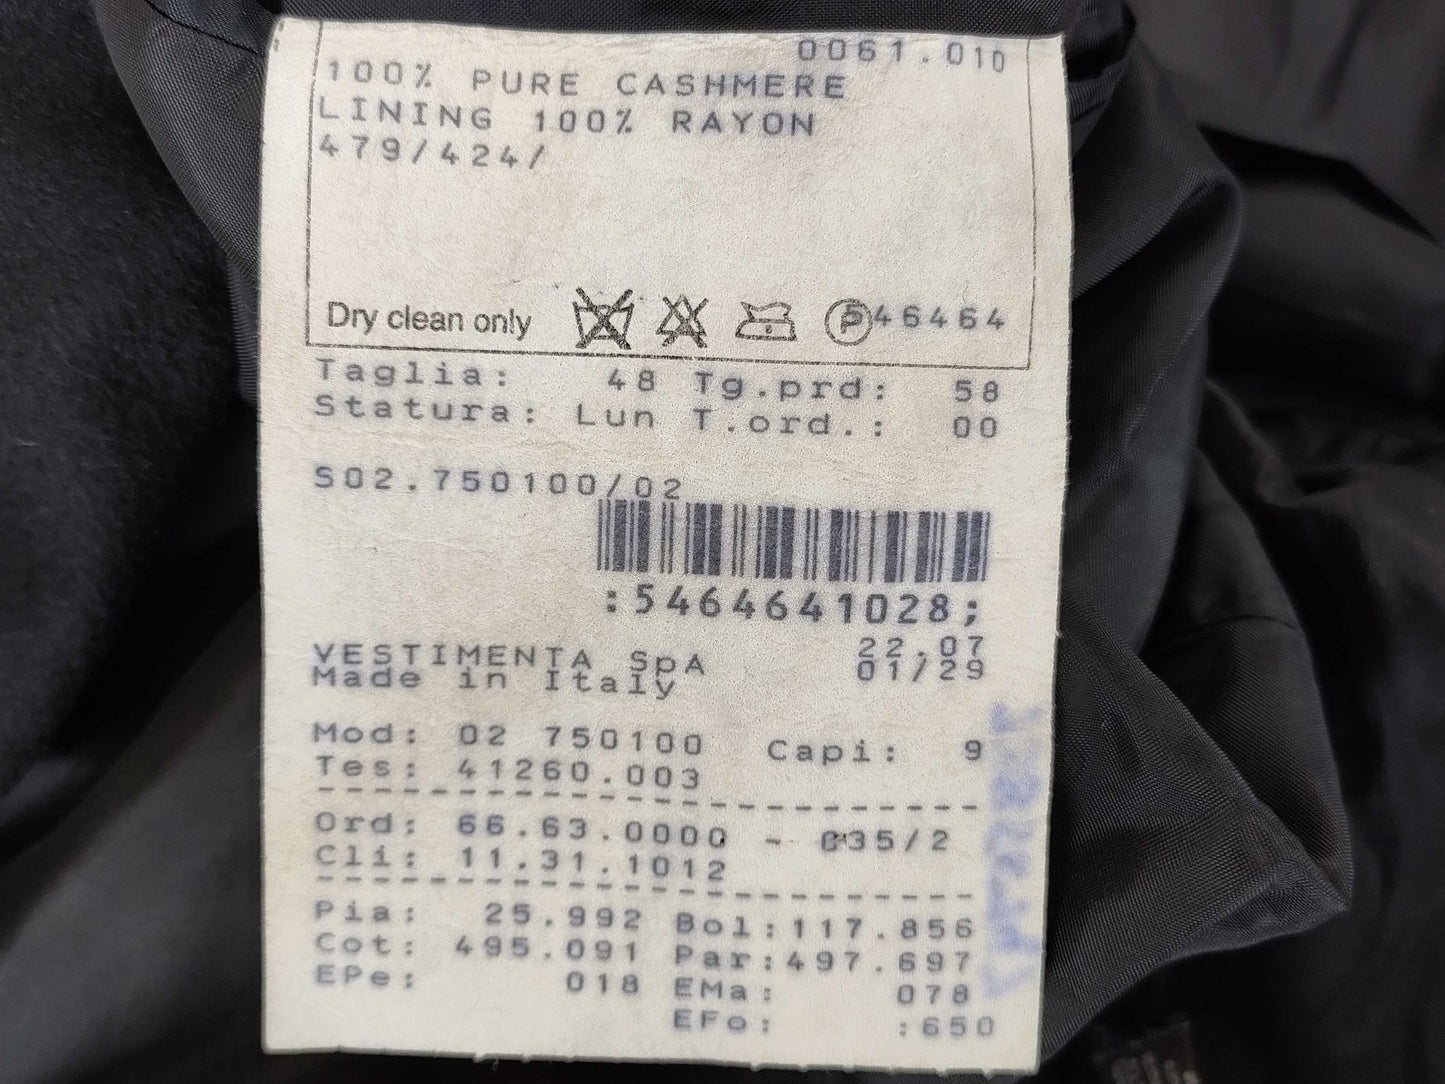 0061.010
100% PURE CASHMERE
LINING 100% RAYON
479/424/
Dry clean only P 546464
Taglia: 48 Tg.prd: 58
Statura: Lun T.ord.: 00
S02.750100/02
:5464641028;
22.07
VESTIMENTA SpA 01/29
Made in Italy
Mod: 02 750100 Capi: 9
Tes: 41260.003
Ord: 66.63.0000 - 035/2
Cli: 11.31.1012
Pia: 25.992 Bol:117.856
Cot: 495.091 Par:497.697
EPe: 018 EMa: 078
EFo: :650